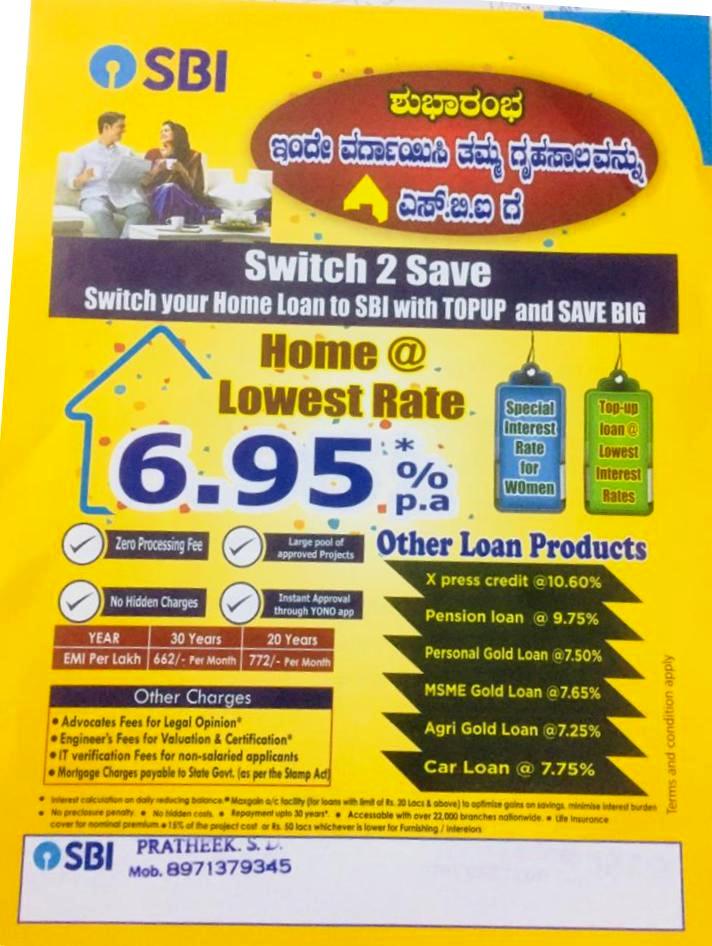 SBI
ಶುಭಾರಂಭ
ಇಂದೇ ವರ್ಗಾಯಿಸಿ ತಮ್ಮ ಗೃಹಸಾಲವನ್ನು
ಎಸ್.ಬಿ.ಐ ಗೆ
Switch 2 Save
Switch your Home Loan to SBI with TOPUP and SAVE BIG
Home @
Lowest Rate
6.95*%
p.a
Special
Interest
Rate
for
WOmen
Top-up
loan @
Lowest
Interest
Rates
Zero Processing Fee
Large pool of
approved Projects
No Hidden Charges
Instant Approval
through YONO app
YEAR 30 Years 20 Years
EMI Per Lakh 662/- Per Month 772/- Per Month
Other Charges
• Advocates Fees for Legal Opinion*
• Engineer's Fees for Valuation & Certification*
• IT verification Fees for non-salaried applicants
• Mortgage Charges payable to State Govt. (as per the Stamp Act)
Other Loan Products
X press credit @10.60%
Pension loan @ 9.75%
Personal Gold Loan @7.50%
MSME Gold Loan @7.65%
Agri Gold Loan @7.25%
Car Loan @ 7.75%
Terms and condition apply
• Interest calculation on daily reducing balance.• Maxgain a/c facility (for loans with limit of Rs. 20 Lacs & above) to optimize gains on savings. minimise interest burden
• No preclosure penalty. • No hidden costs. • Repayment upto 30 years*. • Accessable with over 22,000 branches nationwide. • Life Insurance
cover for nominal premium.• 15% of the project cost or Rs. 50 lacs whichever is lower for Furnishing / Intereiors
SBI
PRATHEEK. S. D.
Mob. 8971379345